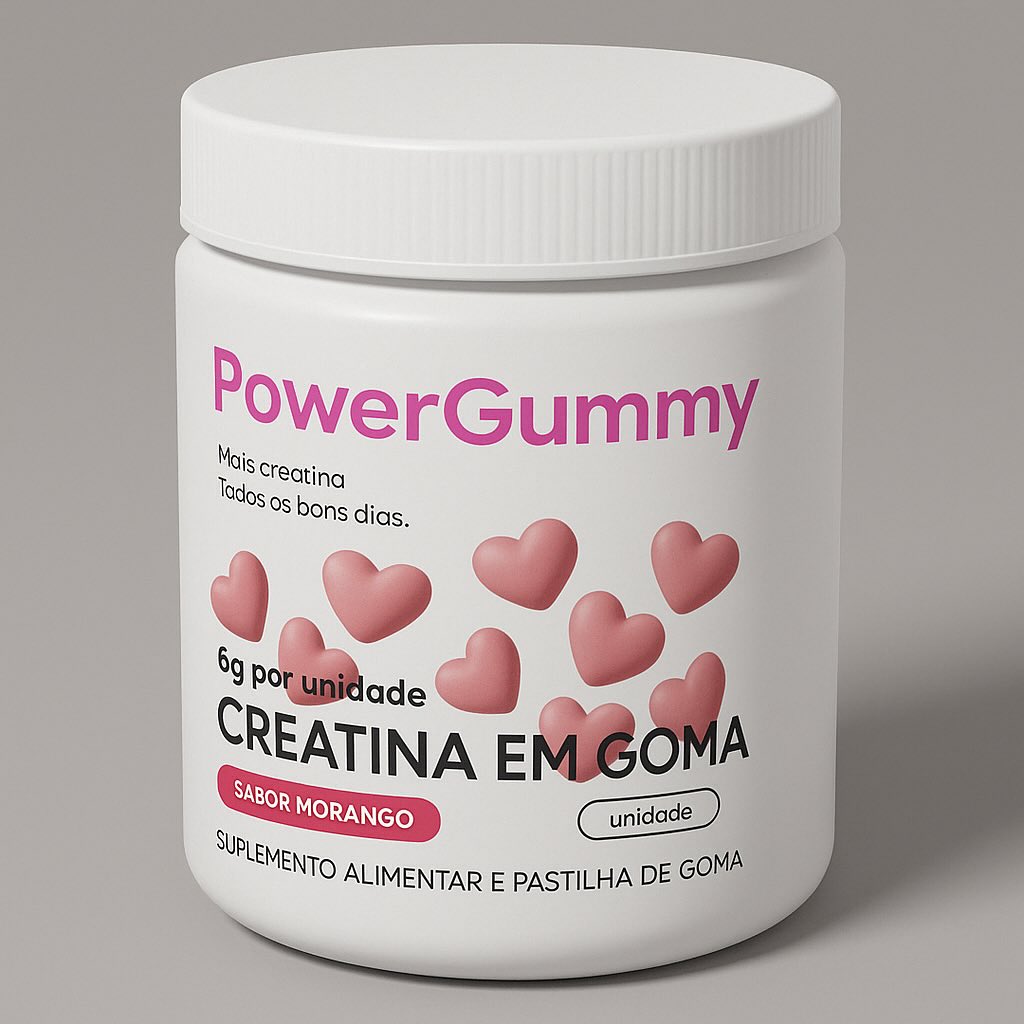 PowerGummy
Mais creatina
Tados os bons dias.
6g por unidade
CREATINA EM GOMA
SABOR MORANGO
unidade
SUPLEMENTO ALIMENTAR E PASTILHA DE GOMA